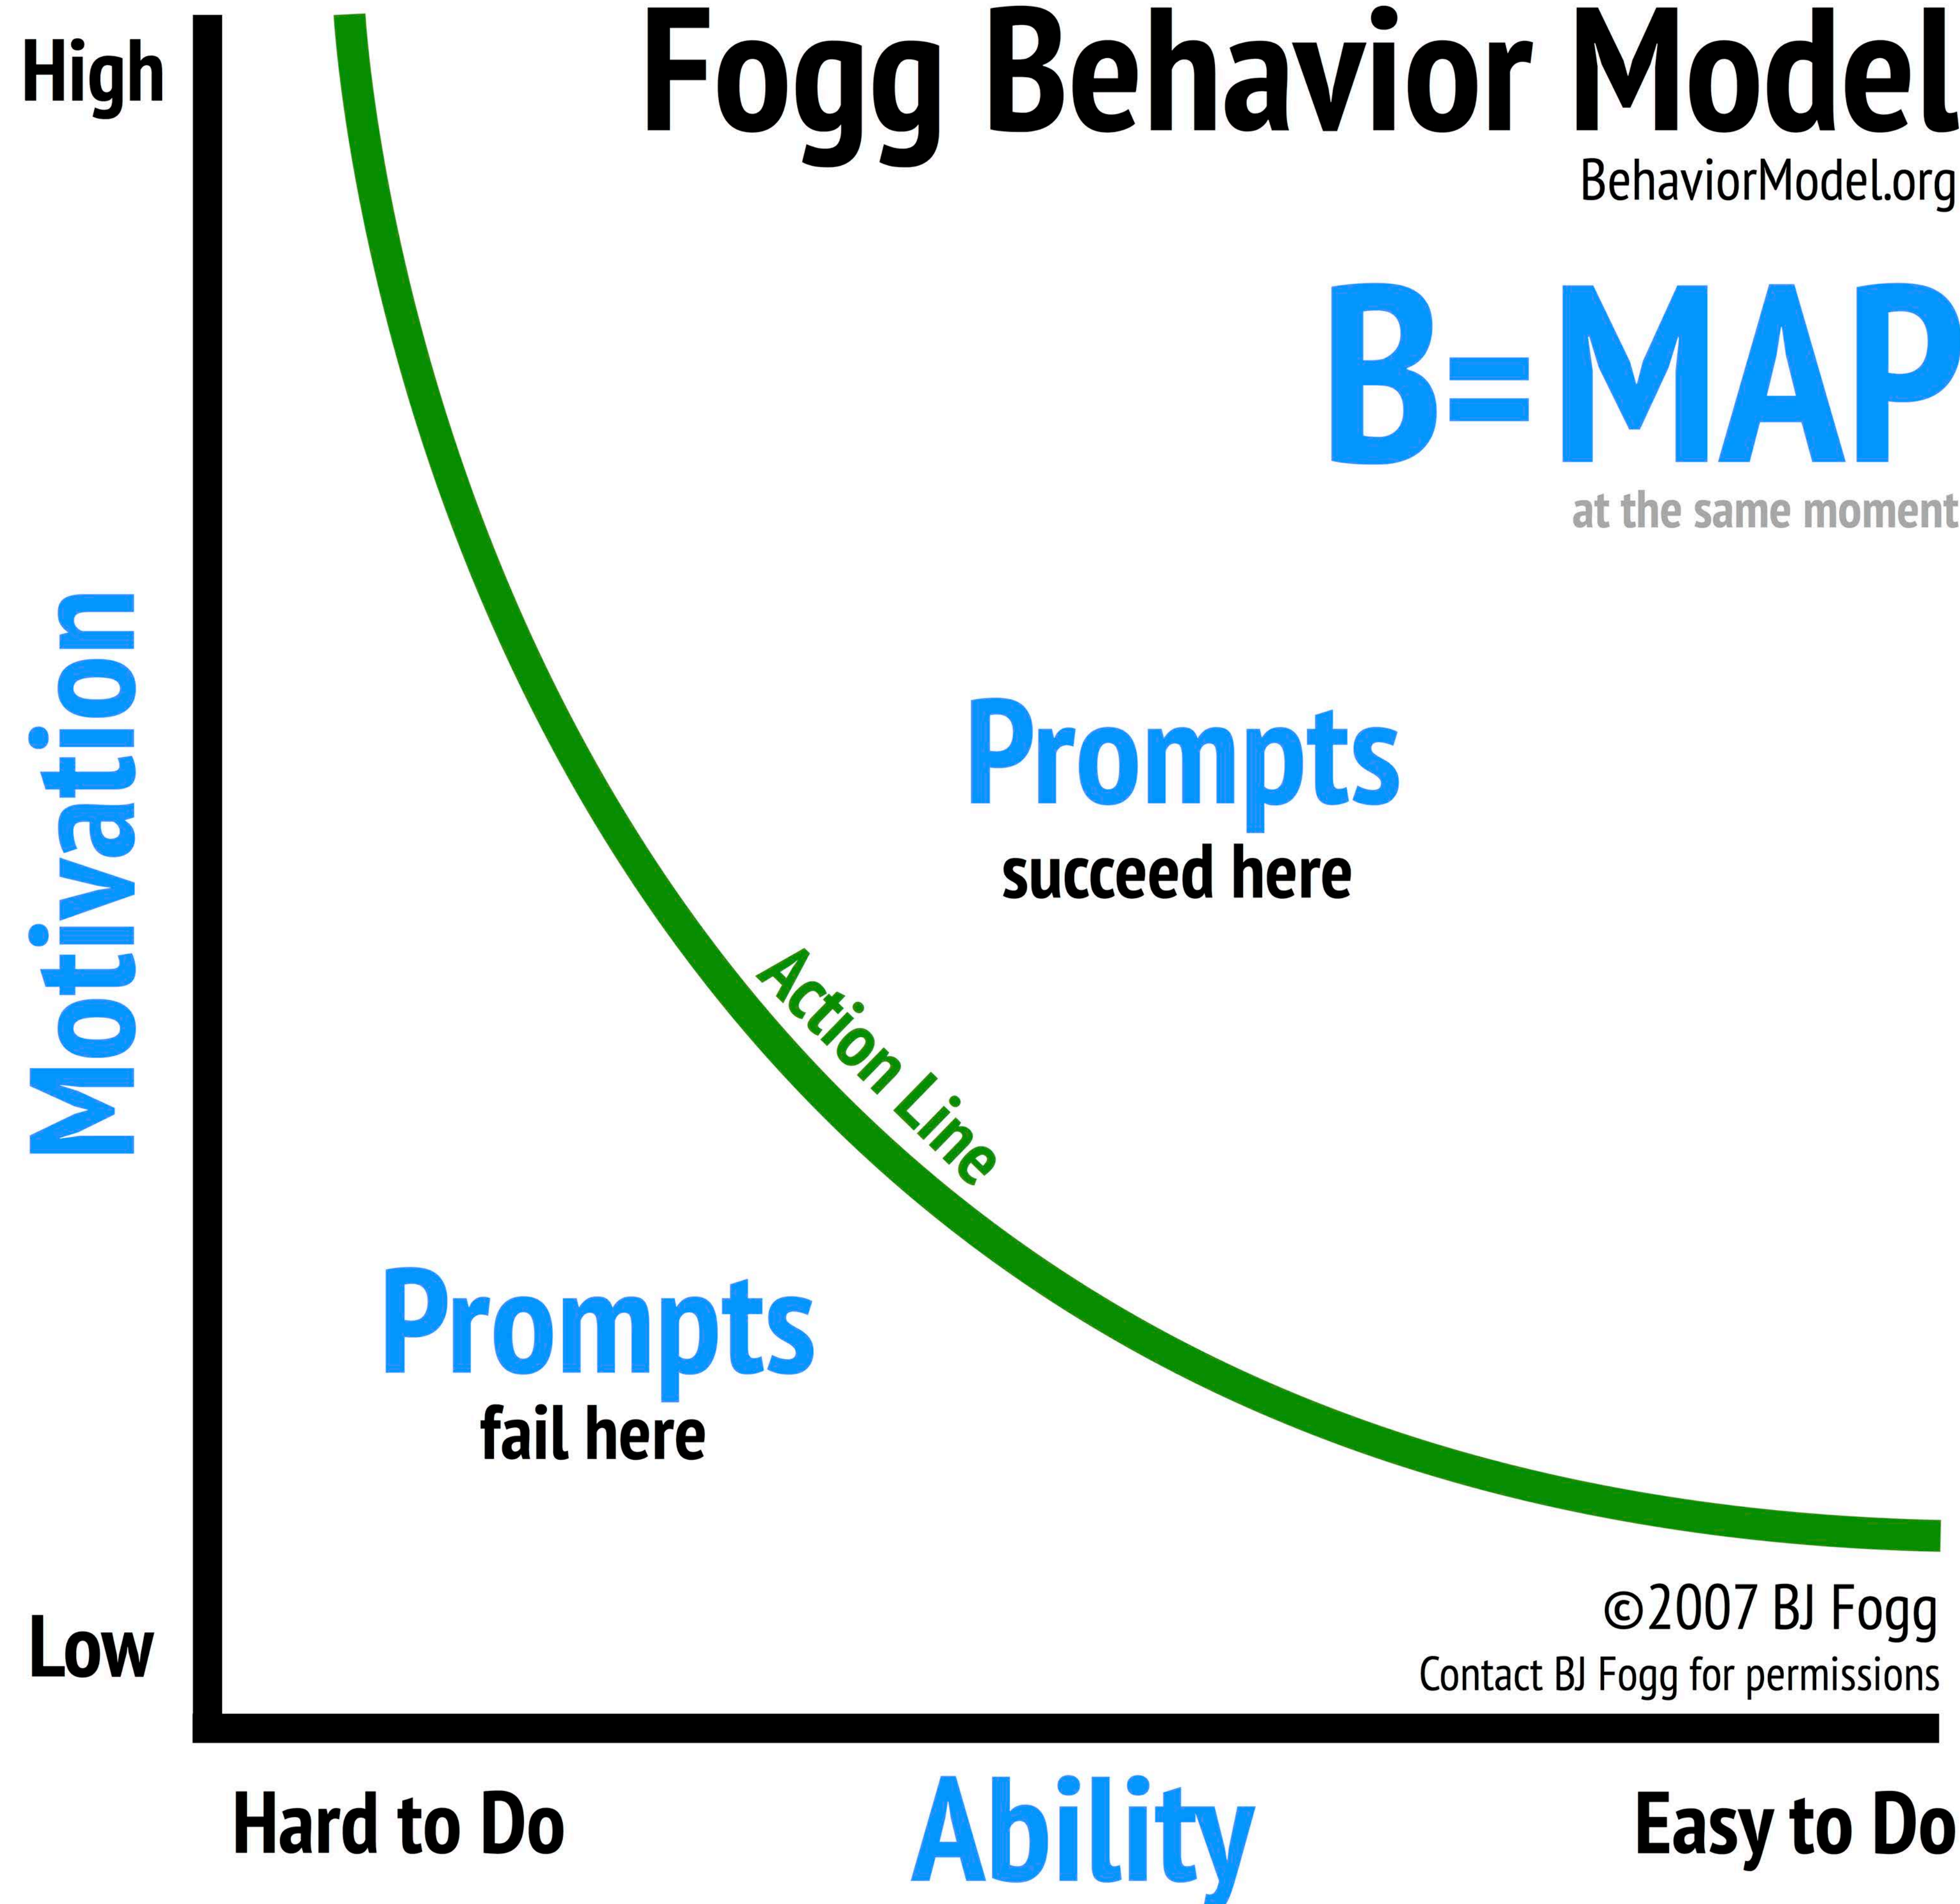 High
Fogg Behavior Model
BehaviorModel.org
B=MAP
at the same moment
Motivation
Prompts
succeed here
Action Line
Prompts
fail here
Low
©2007 BJ Fogg
Contact BJ Fogg for permissions
Hard to Do
Ability
Easy to Do